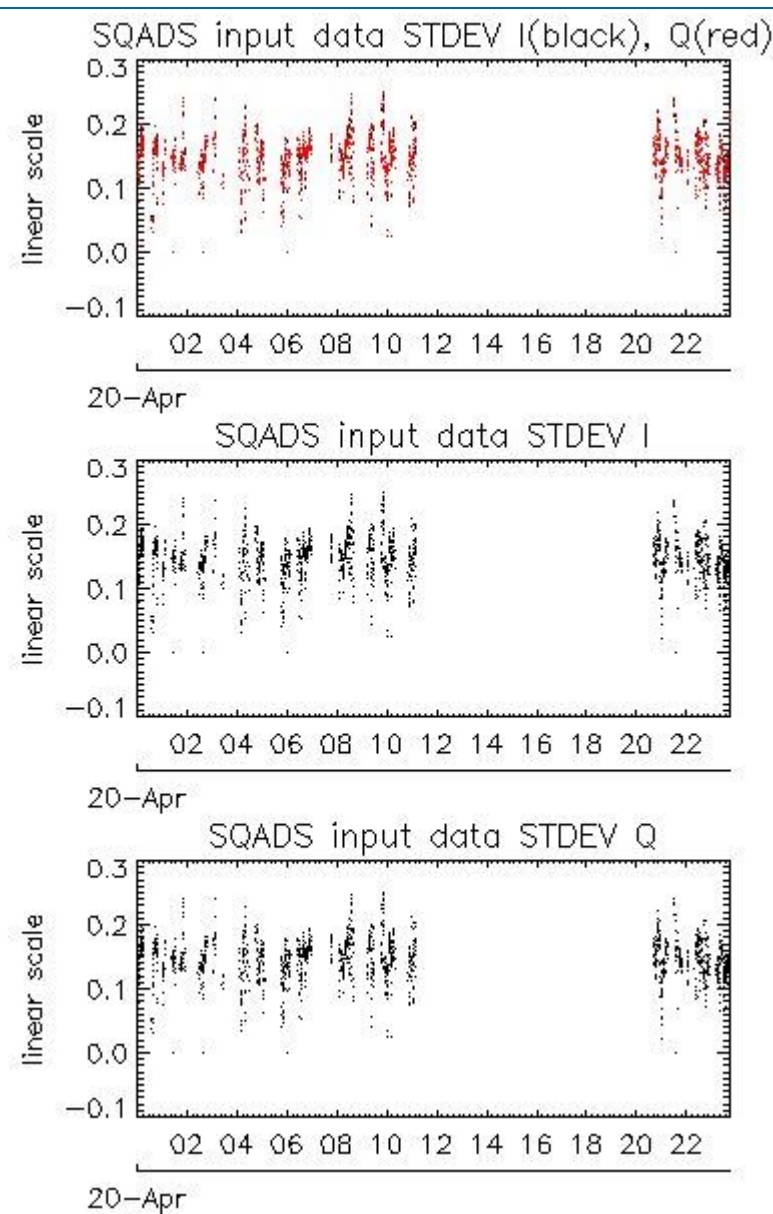 SQADS input data STDEV I(black), Q(red)
0.3
0.2
0.1
0.0
−0.1
linear scale
02 04 06 08 10 12 14 16 18 20 22
20−Apr
SQADS input data STDEV I
0.3
0.2
0.1
0.0
−0.1
linear scale
02 04 06 08 10 12 14 16 18 20 22
20−Apr
SQADS input data STDEV Q
0.3
0.2
0.1
0.0
−0.1
linear scale
02 04 06 08 10 12 14 16 18 20 22
20−Apr